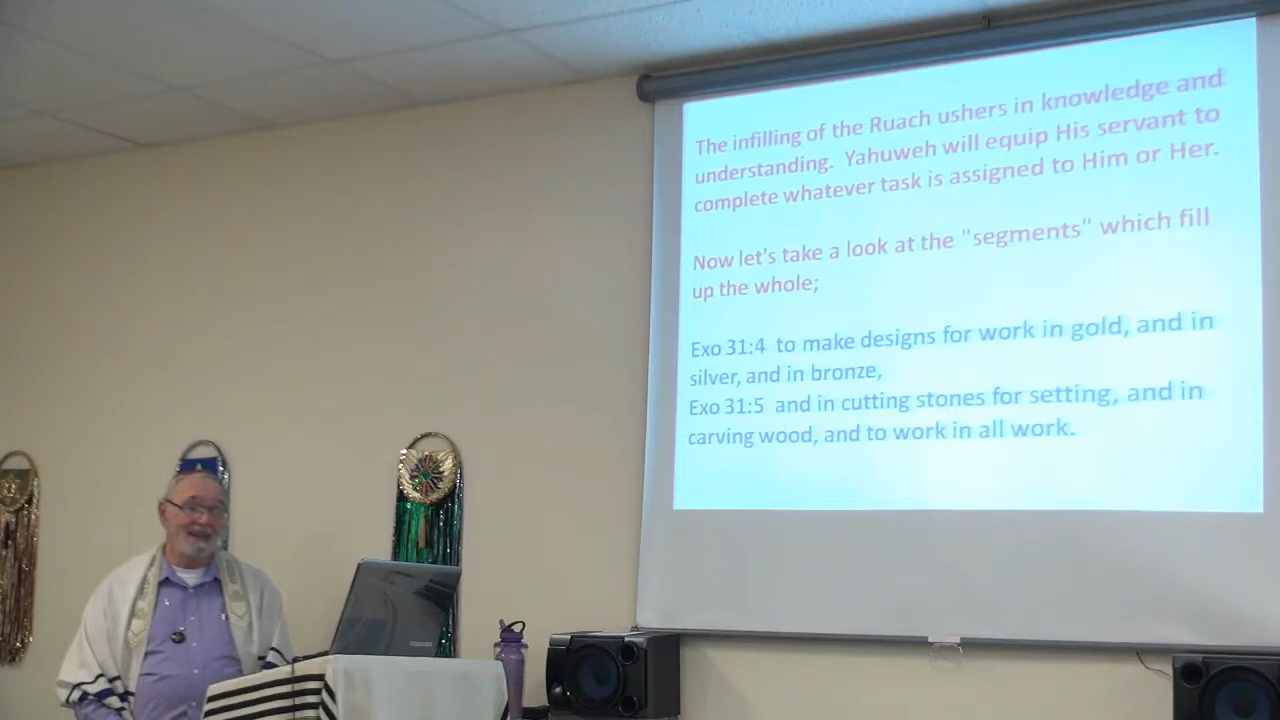 The infilling of the Ruach ushers in knowledge and
understanding. Yahuweh will equip His servant to
complete whatever task is assigned to Him or Her.
Now let's take a look at the "segments" which fill
up the whole;
Exo 31:4 to make designs for work in gold, and in
silver, and in bronze,
Exo 31:5 and in cutting stones for setting, and in
carving wood, and to work in all work.
TOSHIBA